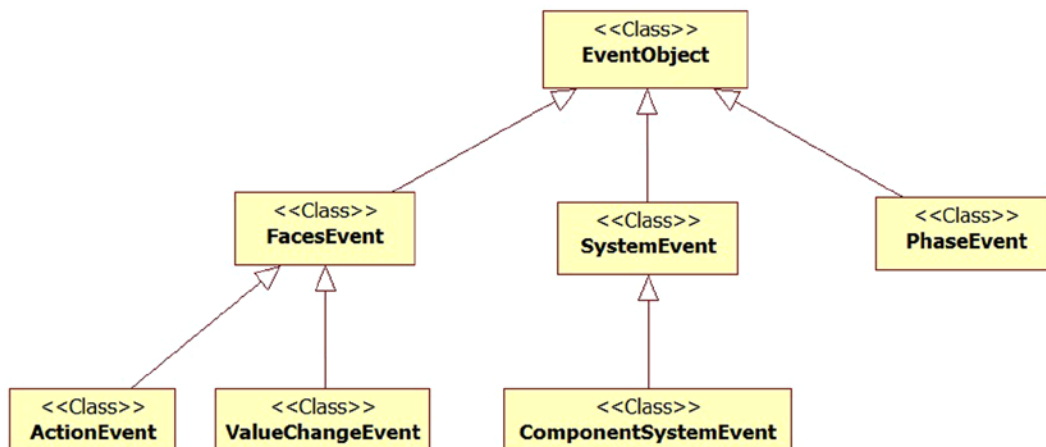 <<Class>>
EventObject
<<Class>>
FacesEvent
<<Class>>
SystemEvent
<<Class>>
PhaseEvent
<<Class>>
ActionEvent
<<Class>>
ValueChangeEvent
<<Class>>
ComponentSystemEvent